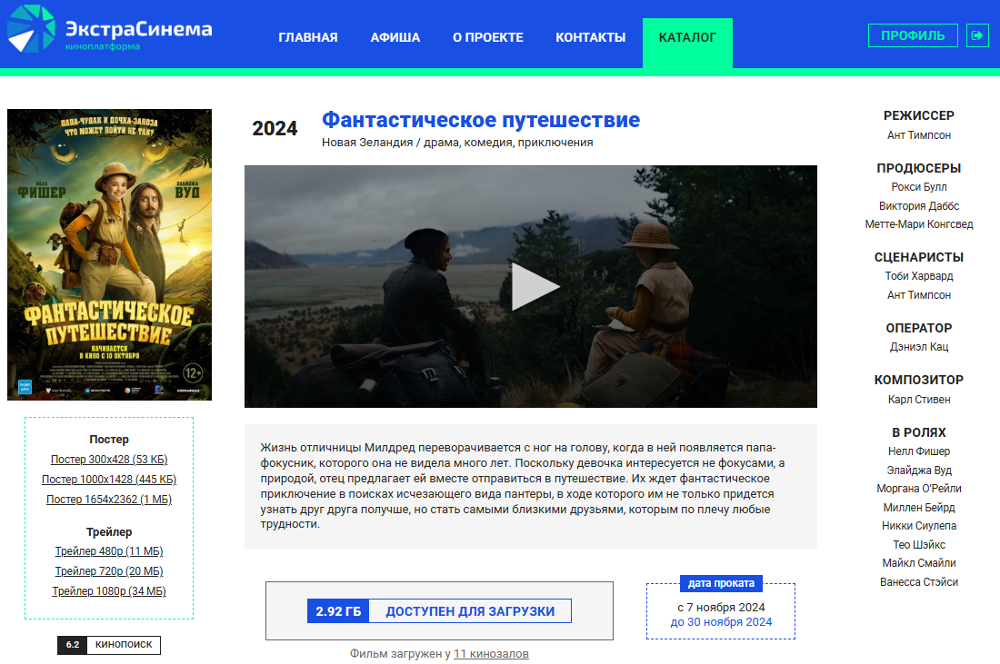 ЭкстраСинема
киноплатформа
ГЛАВНАЯ
АФИША
О ПРОЕКТЕ
КОНТАКТЫ
КАТАЛОГ
ПРОФИЛЬ
ПАПА-ЧУДАК И ДОЧКА-ЗАНОЗА
ЧТО МОЖЕТ ПОЙТИ НЕ ТАК?
НЕЛЛ
ФИШЕР
ЭЛАЙДЖА
ВУД
ФАНТАСТИЧЕСКОЕ
ПУТЕШЕСТВИЕ
НАЧИНАЕТСЯ
В КИНО С 10 ОКТЯБРЯ
12+
Постер
Постер 300x428 (53 КБ)
Постер 1000x1428 (445 КБ)
Постер 1654x2362 (1 МБ)
Трейлер
Трейлер 480p (11 МБ)
Трейлер 720p (20 МБ)
Трейлер 1080p (34 МБ)
6.2 КИНОПОИСК
2024
Фантастическое путешествие
Новая Зеландия / драма, комедия, приключения
Жизнь отличницы Милдред переворачивается с ног на голову, когда в ней появляется папа-
фокусник, которого она не видела много лет. Поскольку девочка интересуется не фокусами, а
природой, отец предлагает ей вместе отправиться в путешествие. Их ждет фантастическое
приключение в поисках исчезающего вида пантеры, в ходе которого им не только придется
узнать друг друга получше, но стать самыми близкими друзьями, которым по плечу любые
трудности.
2.92 ГБ ДОСТУПЕН ДЛЯ ЗАГРУЗКИ
Фильм загружен у 11 кинозалов
дата проката
с 7 ноября 2024
до 30 ноября 2024
РЕЖИССЕР
Ант Тимпсон
ПРОДЮСЕРЫ
Рокси Булл
Виктория Даббс
Метте-Мари Конгсвед
СЦЕНАРИСТЫ
Тоби Харвард
Ант Тимпсон
ОПЕРАТОР
Дэниэл Кац
КОМПОЗИТОР
Карл Стивен
В РОЛЯХ
Нелл Фишер
Элайджа Вуд
Моргана О'Рейли
Миллен Бейрд
Никки Сиулепа
Тео Шэйкс
Майкл Смайли
Ванесса Стэйси